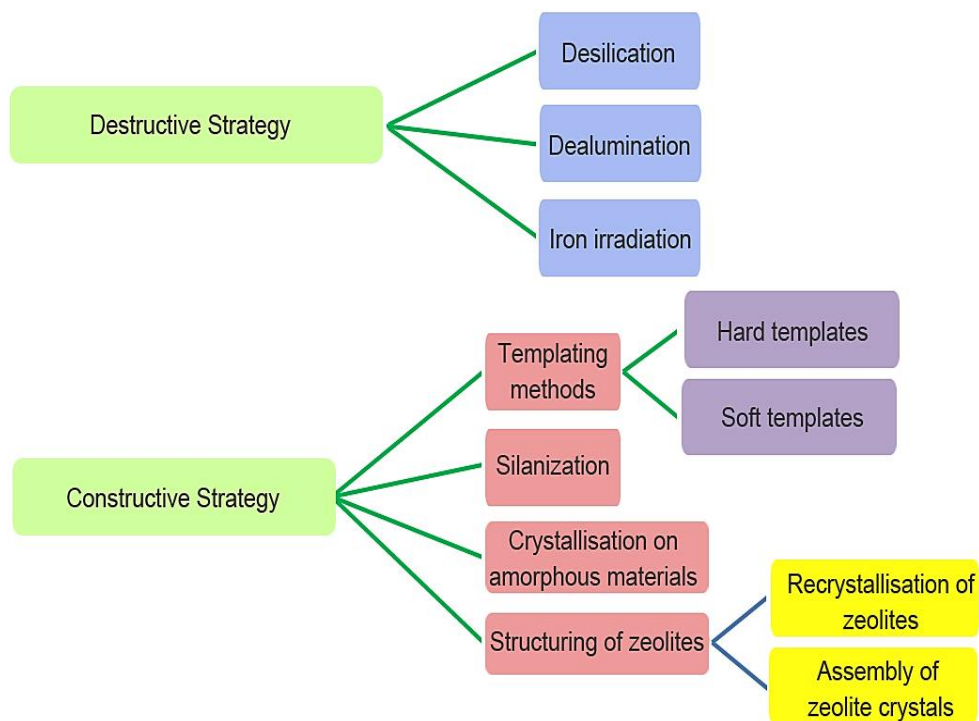 Destructive Strategy
Desilication
Dealumination
Iron irradiation
Constructive Strategy
Templating
methods
Hard templates
Soft templates
Silanization
Crystallisation on
amorphous materials
Structuring of zeolites
Recrystallisation of
zeolites
Assembly of
zeolite crystals